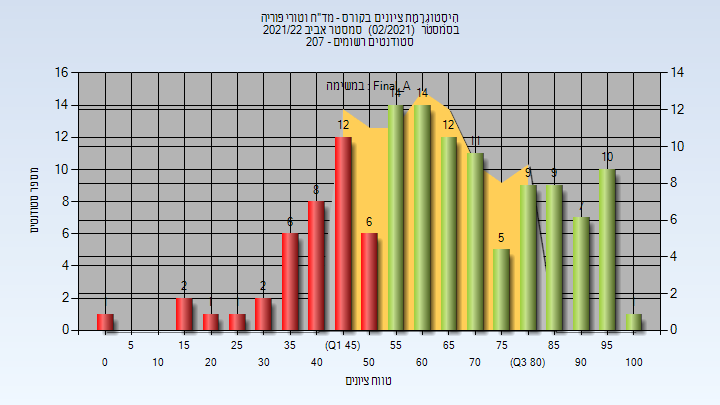 היסטוגרמת ציונים בקורס - מד"ח וטורי פוריה
בסמסטר (02/2021) סמסטר אביב 2021/22
סטודנטים רשומים - 207
במשימה : Final_A
מספר סטודנטים
16 14 12 10 8 6 4 2 0
14 12 10 8 6 4 2 0
2 2 6 8 12 6 14 14 12 11 5 9 9 7 10
5 15 25 35 (Q1 45) 55 65 75 85 95
0 10 20 30 40 50 60 70 (Q3 80) 90 100
טווח ציונים